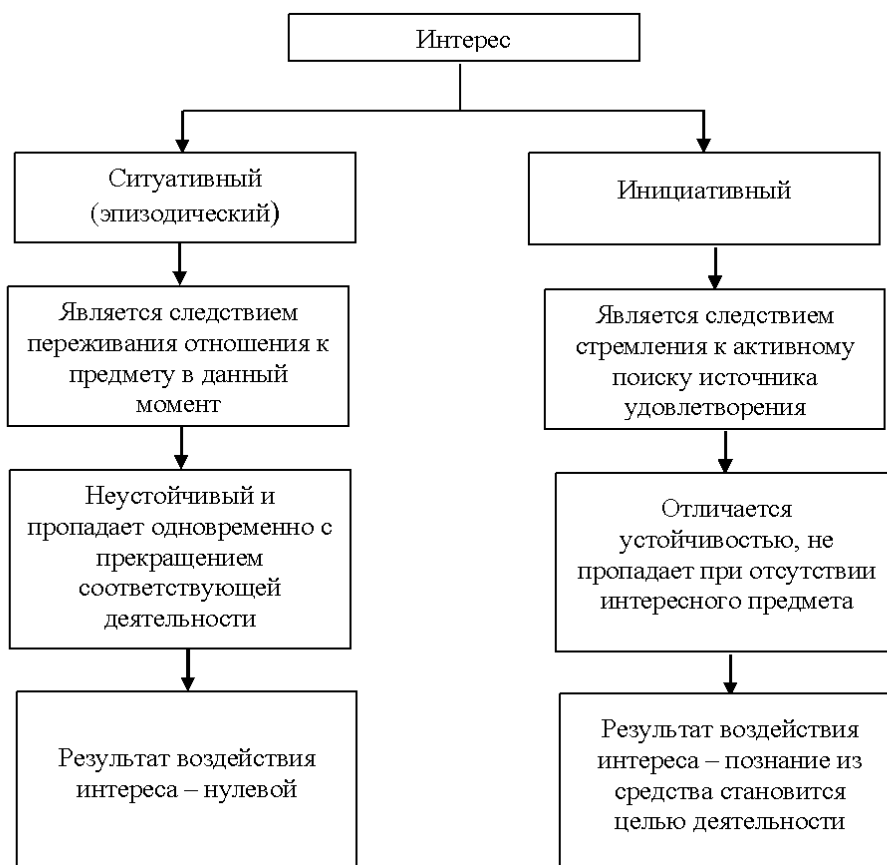 Интерес
Ситуативный
(эпизодический)
Инициативный
Является следствием
переживания отношения к
предмету в данный
момент
Является следствием
стремления к активному
поиску источника
удовлетворения
Неустойчивый и
пропадает одновременно с
прекращением
соответствующей
деятельности
Отличается
устойчивостью, не
пропадает при отсутствии
интересного предмета
Результат воздействия
интереса – нулевой
Результат воздействия
интереса – познание из
средства становится
целью деятельности